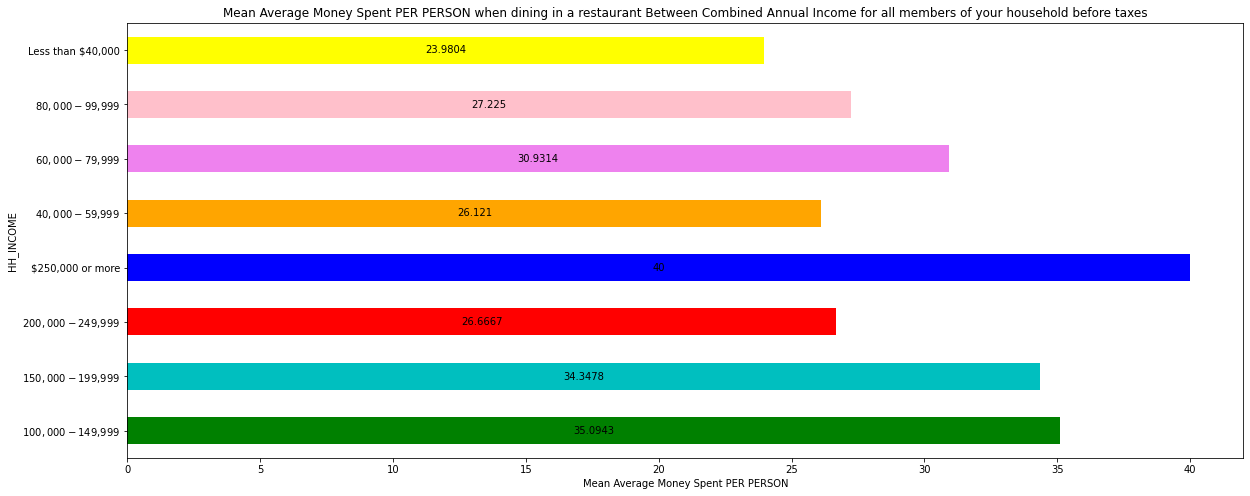 Mean Average Money Spent PER PERSON when dining in a restaurant Between Combined Annual Income for all members of your household before taxes
Less than $40,000
23.9804
80,000 - 99,999
27.225
60,000 - 79,999
30.9314
40,000 - 59,999
26.121
HH_INCOME
$250,000 or more
40
200,000 - 249,999
26.6667
150,000 - 199,999
34.3478
100,000 - 149,999
35.0943
0 5 10 15 20 25 30 35 40
Mean Average Money Spent PER PERSON